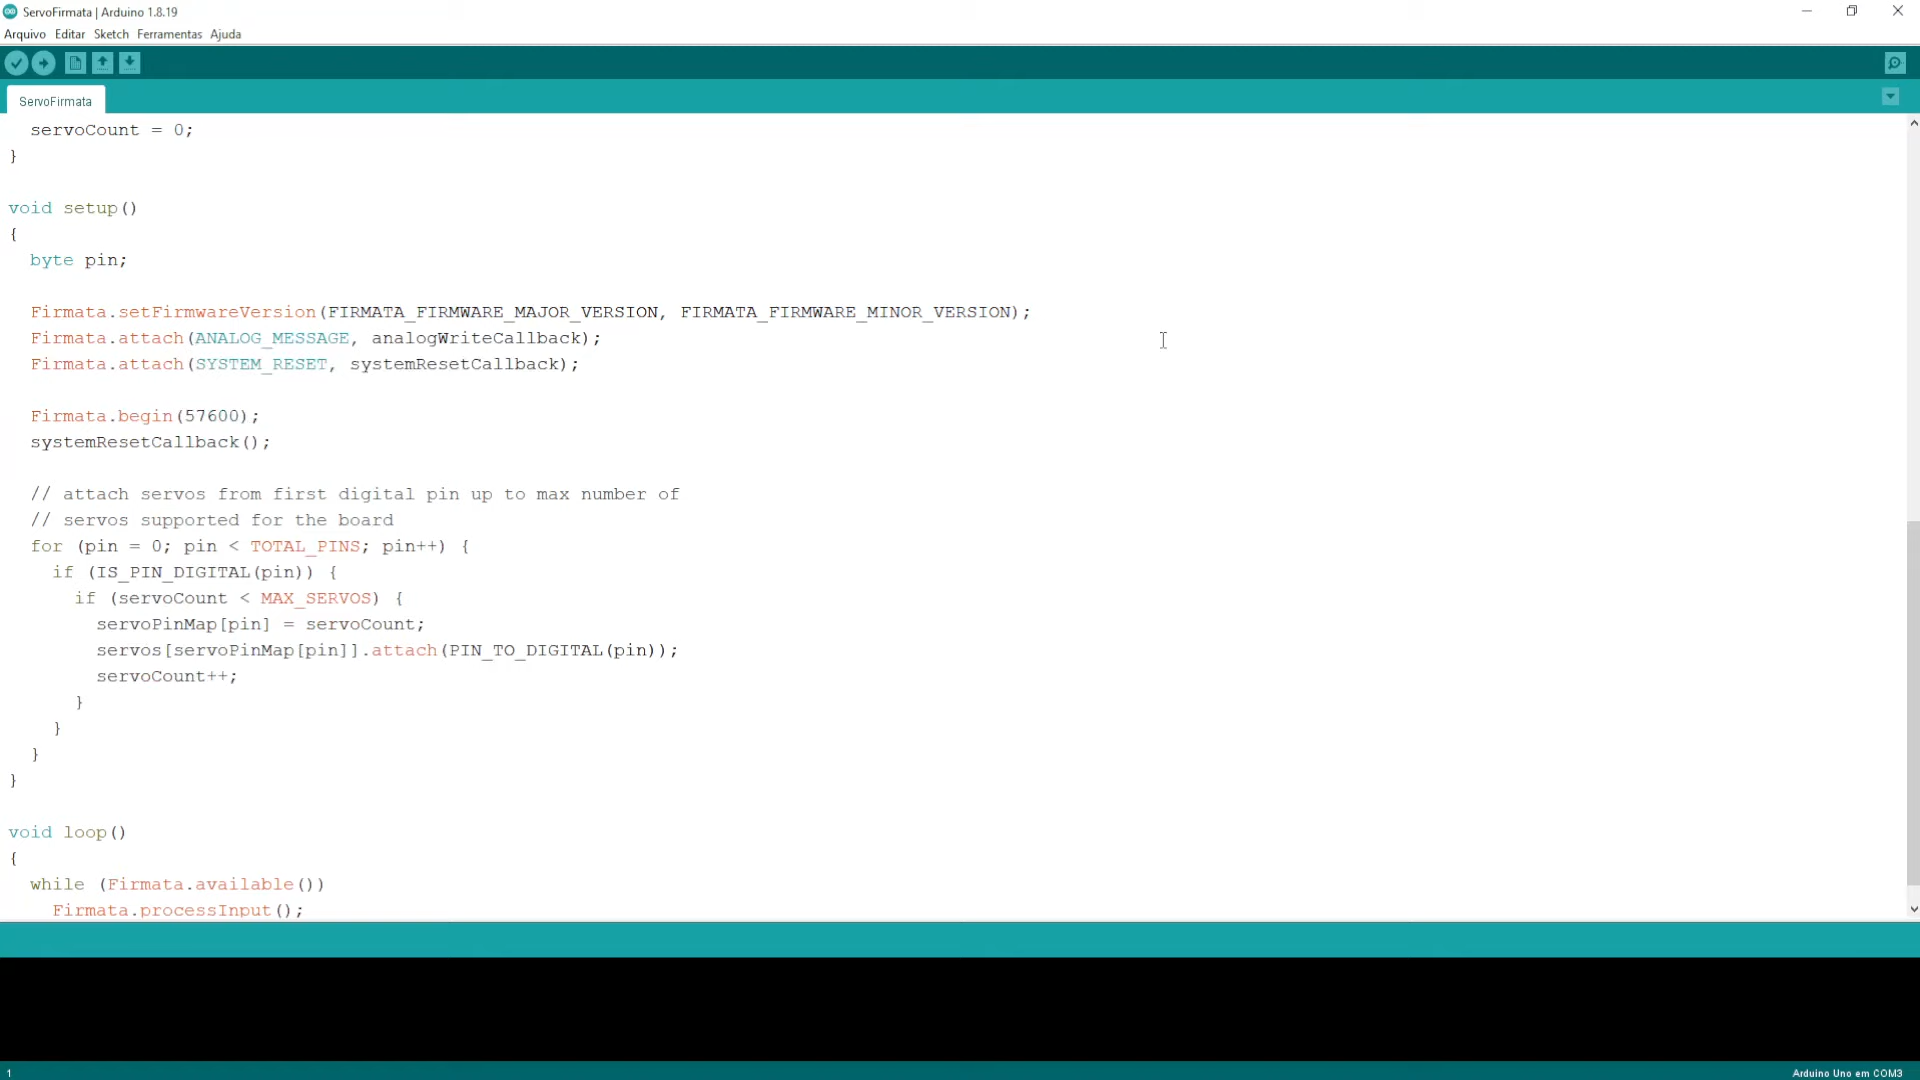 ServoFirmata | Arduino 1.8.19
Arquivo Editar Sketch Ferramentas Ajuda
ServoFirmata
  servoCount = 0;
}
void setup()
{
  byte pin;
  Firmata.setFirmwareVersion(FIRMATA_FIRMWARE_MAJOR_VERSION, FIRMATA_FIRMWARE_MINOR_VERSION);
  Firmata.attach(ANALOG_MESSAGE, analogWriteCallback);
  Firmata.attach(SYSTEM_RESET, systemResetCallback);
  Firmata.begin(57600);
  systemResetCallback();
  // attach servos from first digital pin up to max number of
  // servos supported for the board
  for (pin = 0; pin < TOTAL_PINS; pin++) {
    if (IS_PIN_DIGITAL(pin)) {
      if (servoCount < MAX_SERVOS) {
        servoPinMap[pin] = servoCount;
        servos[servoPinMap[pin]].attach(PIN_TO_DIGITAL(pin));
        servoCount++;
      }
    }
  }
}
void loop()
{
  while (Firmata.available())
    Firmata.processInput();
1
Arduino Uno em COM3